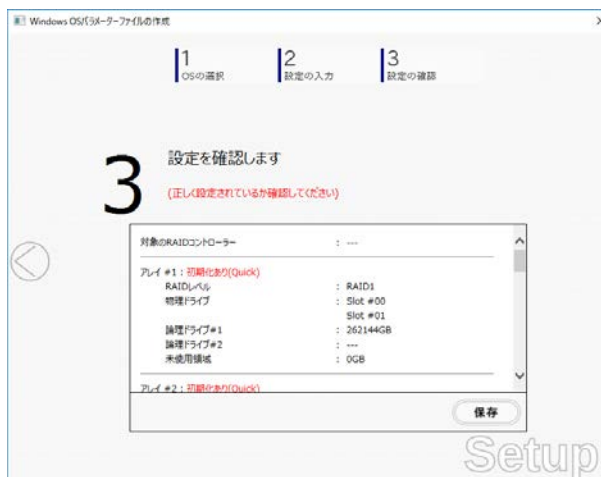 Windows OSパラメーターファイルの作成
1
OSの選択
2
設定の入力
3
設定の確認
3
設定を確認します
(正しく設定されているか確認してください)
対象のRAIDコントローラー : ---
アレイ #1 : 初期化あり(Quick)
RAIDレベル : RAID1
物理ドライブ : Slot #00
Slot #01
論理ドライブ#1 : 262144GB
論理ドライブ#2 : ---
未使用領域 : 0GB
アレイ #2 : 初期化あり(Quick)
保存
Setup